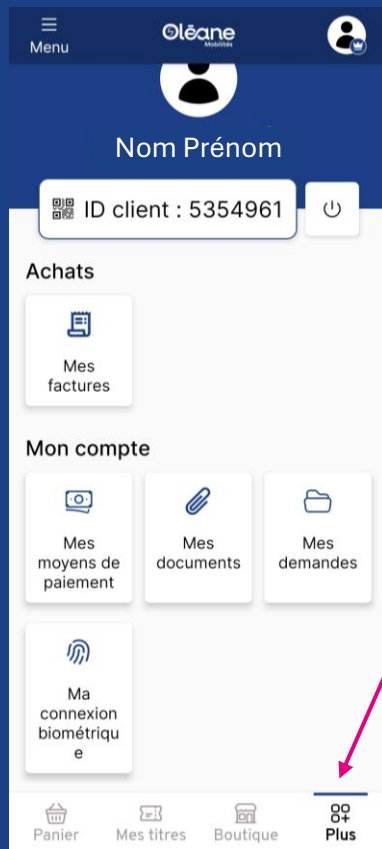 Menu
Oléane
Mobilités
Nom Prénom
ID client : 5354961
Achats
Mes
factures
Mon compte
Mes
moyens de
paiement
Mes
documents
Mes
demandes
Ma
connexion
biométriqu
e
Panier
Mes titres
Boutique
Plus